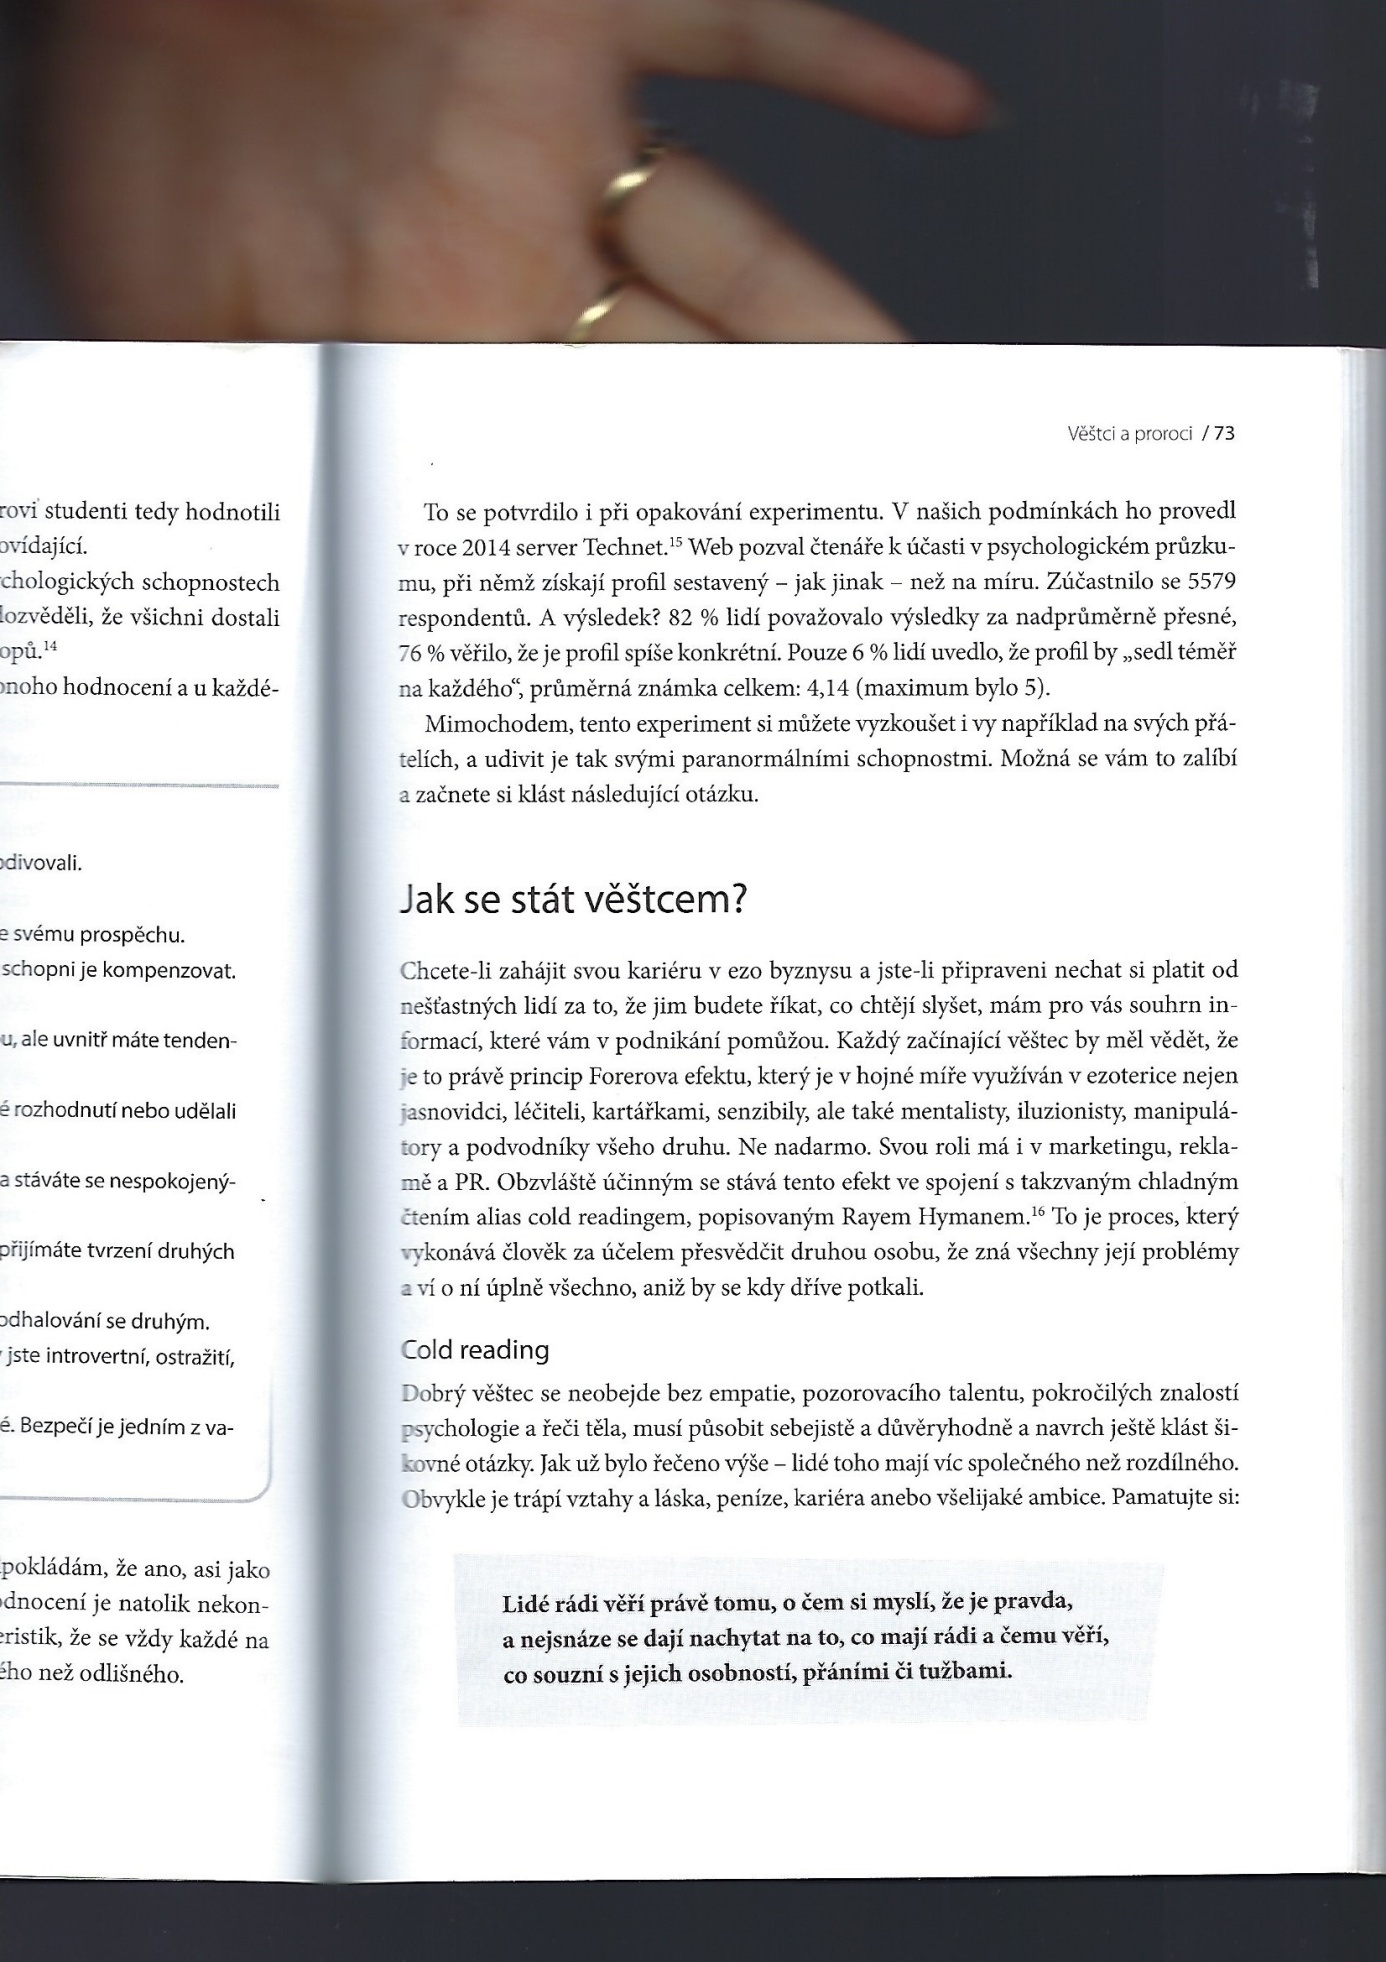 studenti tedy hodnotili
schopnostech
že všichni dostali
hodnocení a u každé-
svému prospěchu.
schopni je kompenzovat.
ale uvnitř máte tenden-
rozhodnutí nebo udělali
a stáváte se nespokojený-
přijímáte tvrzení druhých
se druhým.
jste introvertní, ostražití,
Bezpečí je jedním z va-
že ano, asi jako
je natolik nekon-
že se vždy každé na
než odlišného.
Věštci a proroci / 73
To se potvrdilo i při opakování experimentu. V našich podmínkách ho provedl
v roce 2014 server Technet.15 Web pozval čtenáře k účasti v psychologickém průzku-
mu, při němž získají profil sestavený – jak jinak – než na míru. Zúčastnilo se 5579
respondentů. A výsledek? 82 % lidí považovalo výsledky za nadprůměrně přesné,
76 % věřilo, že je profil spíše konkrétní. Pouze 6 % lidí uvedlo, že profil by „sedl téměř
na každého“, průměrná známka celkem: 4,14 (maximum bylo 5).
Mimochodem, tento experiment si můžete vyzkoušet i vy například na svých přá-
telích, a udivit je tak svými paranormálními schopnostmi. Možná se vám to zalíbí
a začnete si klást následující otázku.
Jak se stát věštcem?
Chcete-li zahájit svou kariéru v ezo byznysu a jste-li připraveni nechat si platit od
nešťastných lidí za to, že jim budete říkat, co chtějí slyšet, mám pro vás souhrn in-
formací, které vám v podnikání pomůžou. Každý začínající věštec by měl vědět, že
je to právě princip Forerova efektu, který je v hojné míře využíván v ezoterice nejen
jasnovidci, léčiteli, kartářkami, senzibily, ale také mentalisty, iluzionisty, manipulá-
tory a podvodníky všeho druhu. Ne nadarmo. Svou roli má i v marketingu, rekla-
mě a PR. Obzvláště účinným se stává tento efekt ve spojení s takzvaným chladným
čtením alias cold readingem, popisovaným Rayem Hymanem.16 To je proces, který
vykonává člověk za účelem přesvědčit druhou osobu, že zná všechny její problémy
a ví o ní úplně všechno, aniž by se kdy dříve potkali.
Cold reading
Dobrý věštec se neobejde bez empatie, pozorovacího talentu, pokročilých znalostí
psychologie a řeči těla, musí působit sebejistě a důvěryhodně a navrch ještě klást ši-
kovné otázky. Jak už bylo řečeno výše – lidé toho mají víc společného než rozdílného.
Obvykle je trápí vztahy a láska, peníze, kariéra anebo všelijaké ambice. Pamatujte si:
Lidé rádi věří právě tomu, o čem si myslí, že je pravda,
a nejsnáze se dají nachytat na to, co mají rádi a čemu věří,
co souzní s jejich osobností, přáními či tužbami.